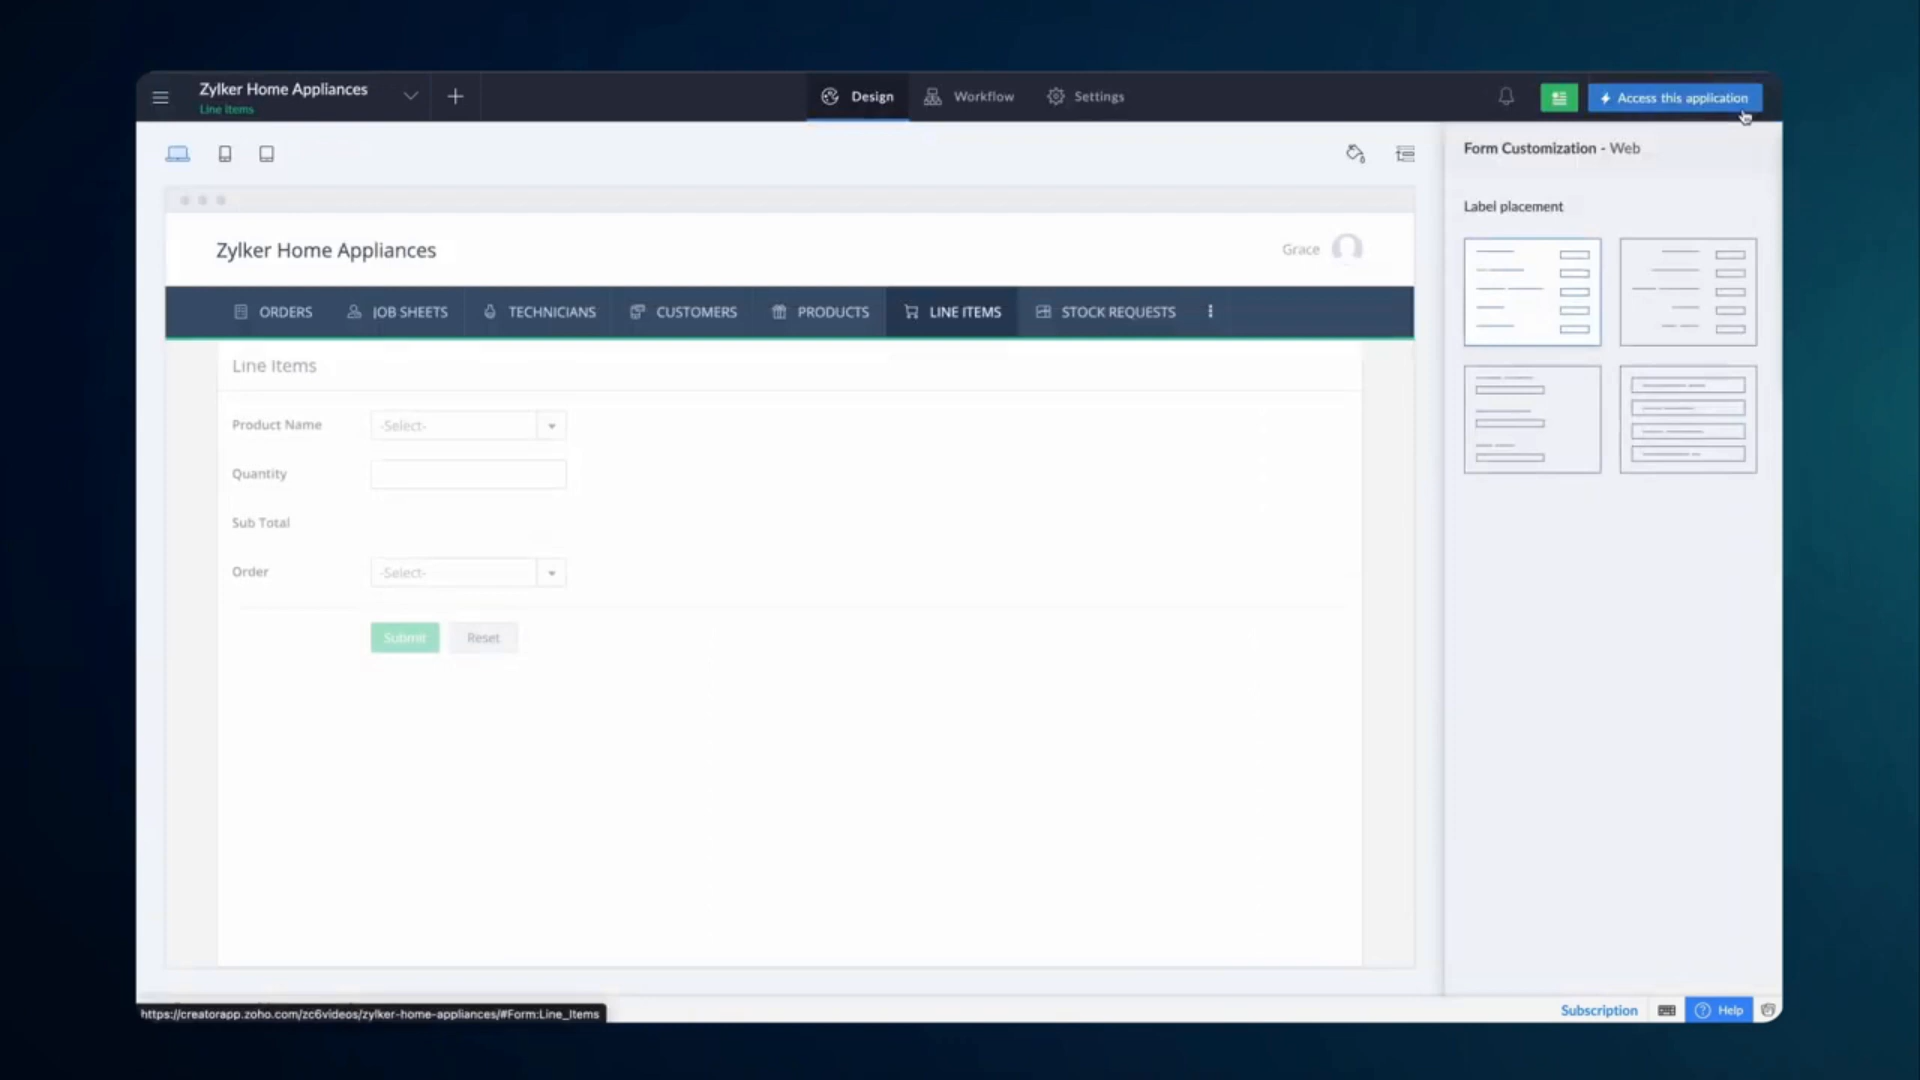 Zylker Home Appliances
Line Items
Design
Workflow
Settings
Access this application
Form Customization - Web
Label placement
Zylker Home Appliances
Grace
ORDERS
JOB SHEETS
TECHNICIANS
CUSTOMERS
PRODUCTS
LINE ITEMS
STOCK REQUESTS
Line Items
Product Name
-Select-
Quantity
Sub Total
Order
-Select-
Submit
Reset
https://creatorapp.zoho.com/zc6videos/zylker-home-appliances/#Form:Line_Items
Subscription
Help